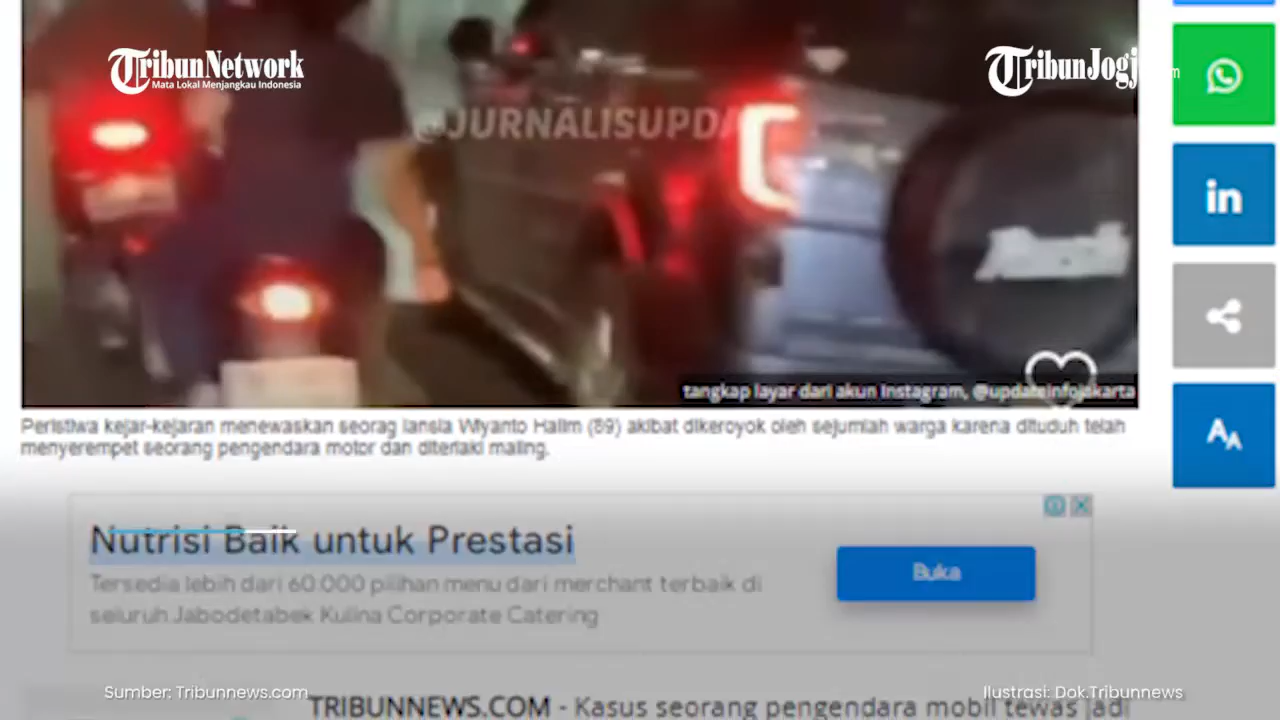 TribunNetwork
Mata Lokal Menjangkau Indonesia
TribunJogj
m
@JURNALISUPDA
in
tangkap layar dari akun Instagram, @updateinfojakarta
Peristiwa kejar-kejaran menewaskan seorag lansia Wiyanto Halim (89) akibat dikeroyok oleh sejumlah warga karena dituduh telah
menyerempet seorang pengendara motor dan diteriaki maling.
AA
Nutrisi Baik untuk Prestasi
Tersedia lebih dari 60.000 pilihan menu dari merchant terbaik di
seluruh Jabodetabek Kulina Corporate Catering
Buka
TRIBUNNEWS.COM - Kasus seorang pengendara mobil tewas jadi
Sumber: Tribunnews.com
Ilustrasi: Dok.Tribunnews